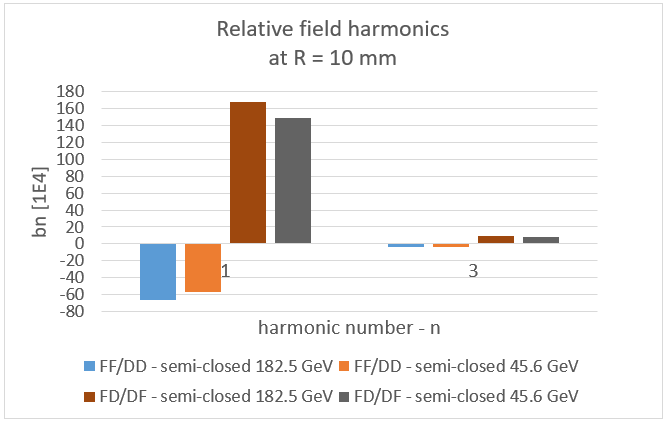 Relative field harmonics
at R = 10 mm
180
160
140
120
100
80
60
40
20
0
-20
-40
-60
-80
bn [1E4]
1
3
harmonic number - n
FF/DD - semi-closed 182.5 GeV
FF/DD - semi-closed 45.6 GeV
FD/DF - semi-closed 182.5 GeV
FD/DF - semi-closed 45.6 GeV